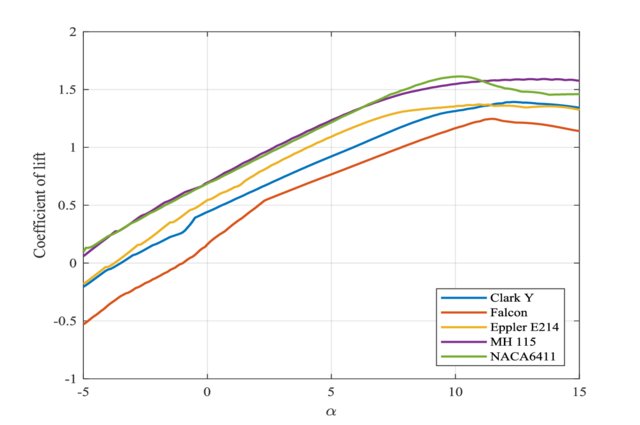 2
1.5
1
0.5
0
-0.5
-1
Coefficient of lift
-5
0
5
10
15
α
Clark Y
Falcon
Eppler E214
MH 115
NACA6411